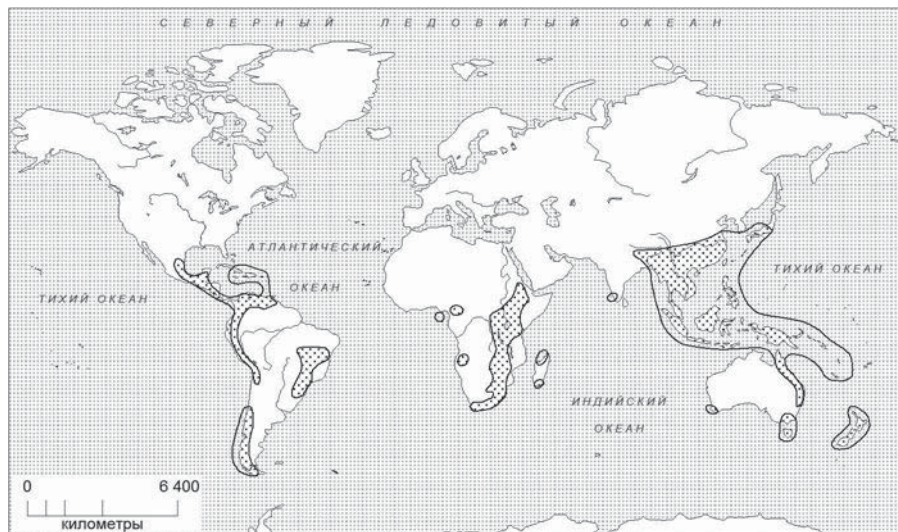 СЕВЕРНЫЙ ЛЕДОВИТЫЙ ОКЕАН
АТЛАНТИЧЕСКИЙ
ОКЕАН
ТИХИЙ ОКЕАН
ТИХИЙ ОКЕАН
ИНДИЙСКИЙ
ОКЕАН
0 6 400
километры